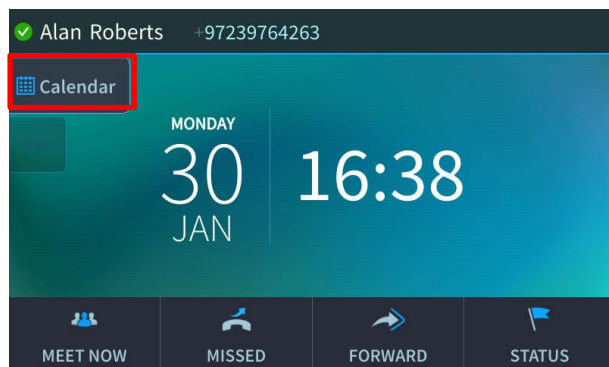 Alan Roberts +97239764263
Calendar
MONDAY
30
JAN
16:38
MEET NOW MISSED FORWARD STATUS